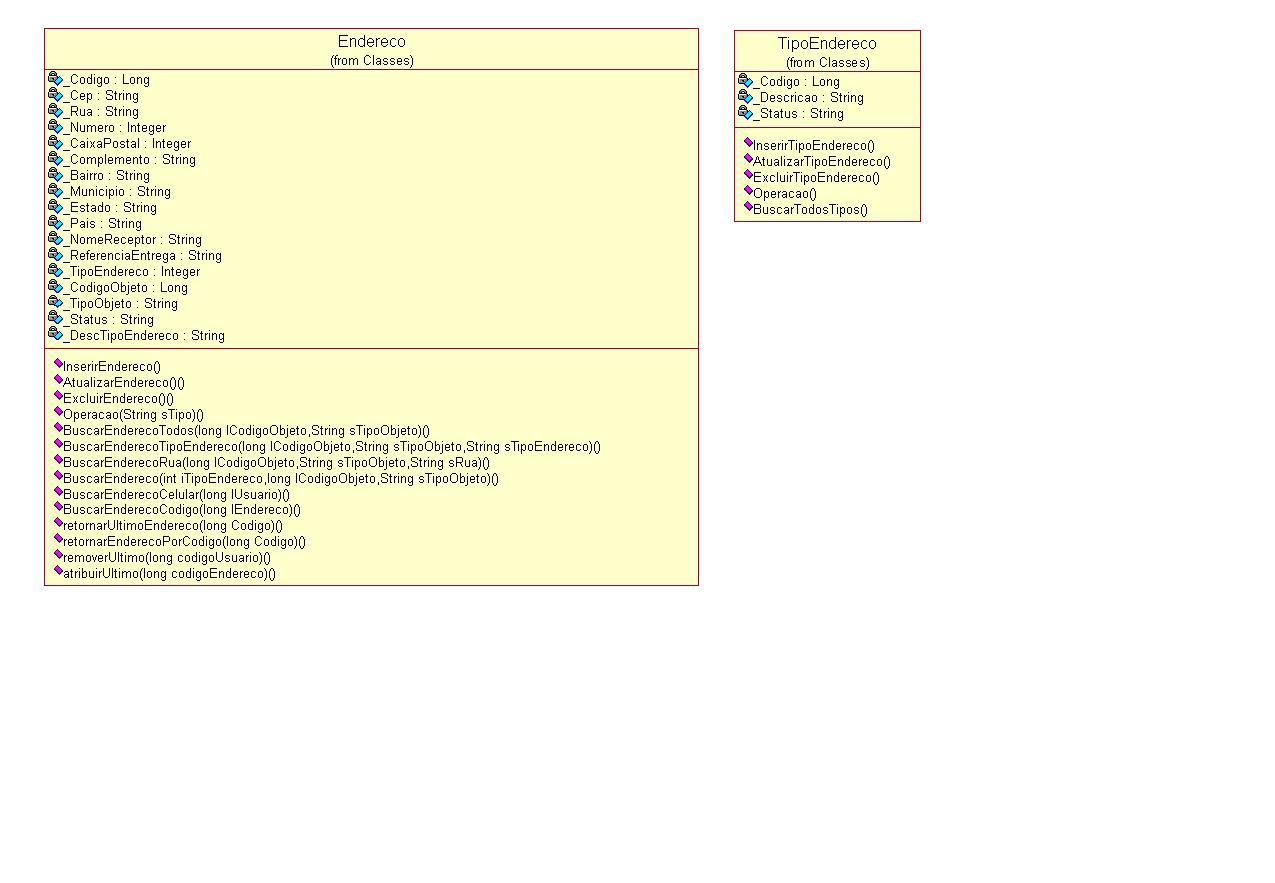 Endereco
(from Classes)
_Codigo : Long
_Cep : String
_Rua : String
_Numero : Integer
_CaixaPostal : Integer
_Complemento : String
_Bairro : String
_Municipio : String
_Estado : String
_Pais : String
_NomeReceptor : String
_ReferenciaEntrega : String
_TipoEndereco : Integer
_CodigoObjeto : Long
_TipoObjeto : String
_Status : String
_DescTipoEndereco : String
InserirEndereco()
AtualizarEndereco()()
ExcluirEndereco()()
Operacao(String sTipo)()
BuscarEnderecoTodos(long lCodigoObjeto,String sTipoObjeto)()
BuscarEnderecoTipoEndereco(long lCodigoObjeto,String sTipoObjeto,String sTipoEndereco)()
BuscarEnderecoRua(long lCodigoObjeto,String sTipoObjeto,String sRua)()
BuscarEndereco(int iTipoEndereco,long lCodigoObjeto,String sTipoObjeto)()
BuscarEnderecoCelular(long lUsuario)()
BuscarEnderecoCodigo(long lEndereco)()
retornarUltimoEndereco(long Codigo)()
retornarEnderecoPorCodigo(long Codigo)()
removerUltimo(long codigoUsuario)()
atribuirUltimo(long codigoEndereco)()
TipoEndereco
(from Classes)
_Codigo : Long
_Descricao : String
_Status : String
InserirTipoEndereco()
AtualizarTipoEndereco()
ExcluirTipoEndereco()
Operacao()
BuscarTodosTipos()